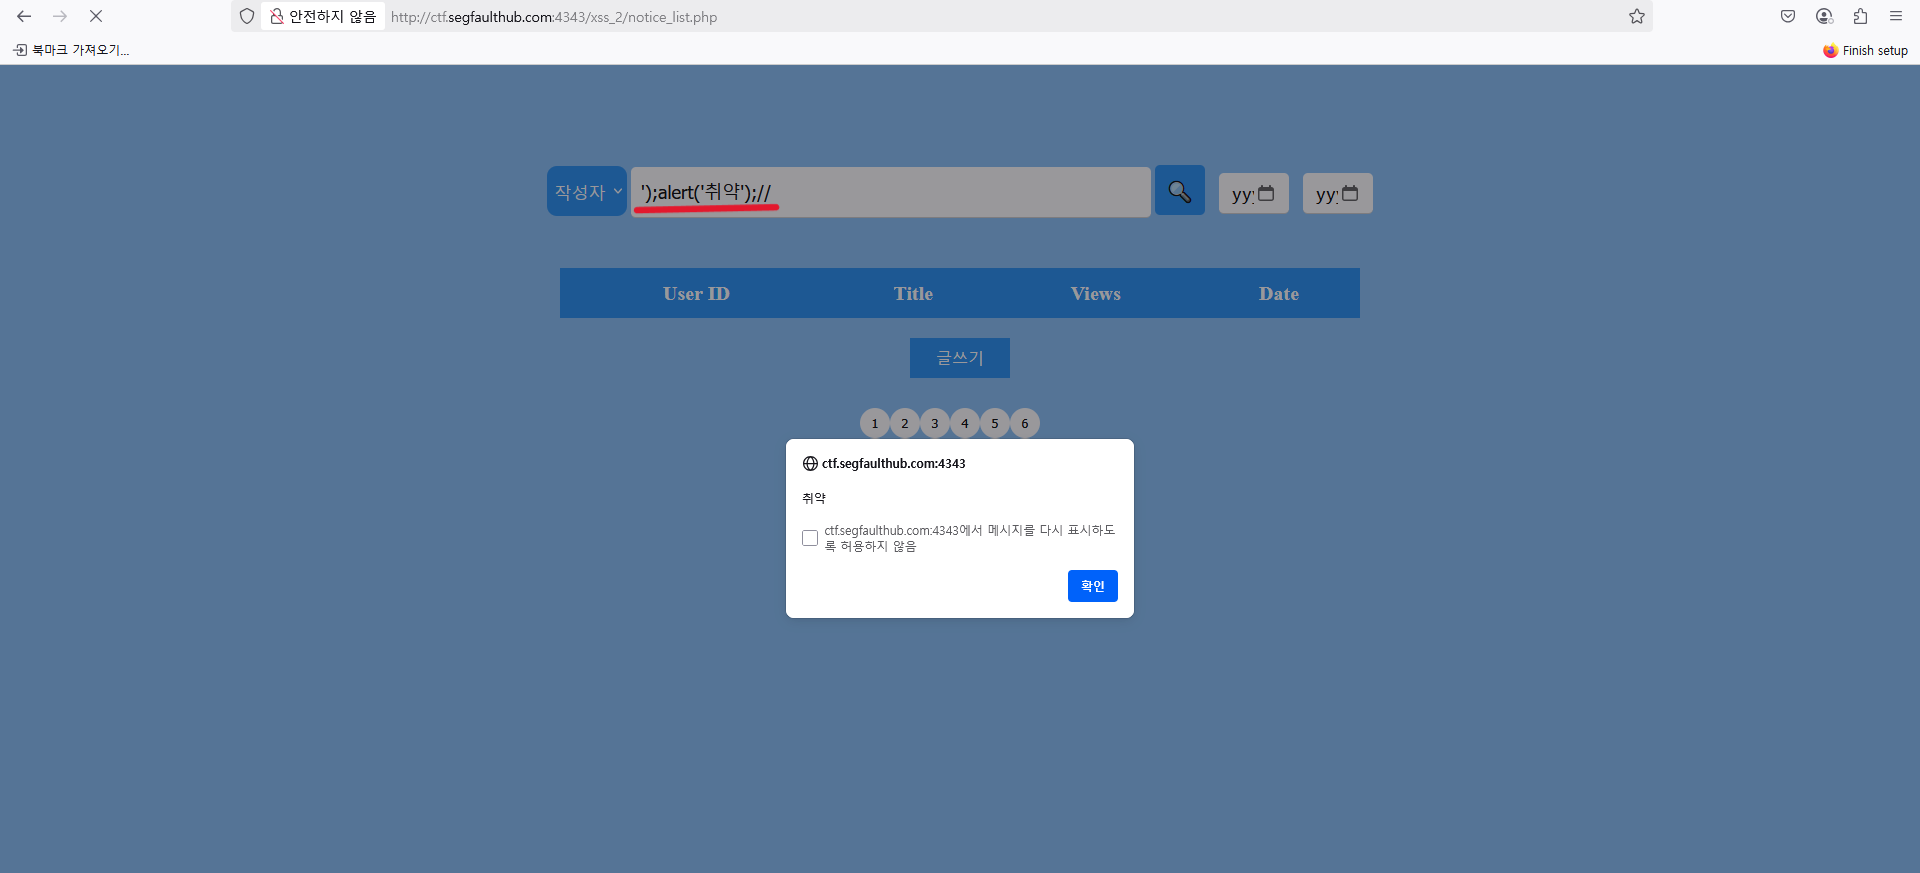 안전하지 않음 http://ctf.segfaulthub.com:4343/xss_2/notice_list.php
북마크 가져오기... Finish setup
작성자 ');alert('취약');// yyy yyy
User ID Title Views Date
글쓰기
1 2 3 4 5 6
ctf.segfaulthub.com:4343
취약
ctf.segfaulthub.com:4343에서 메시지를 다시 표시하도
록 허용하지 않음
확인